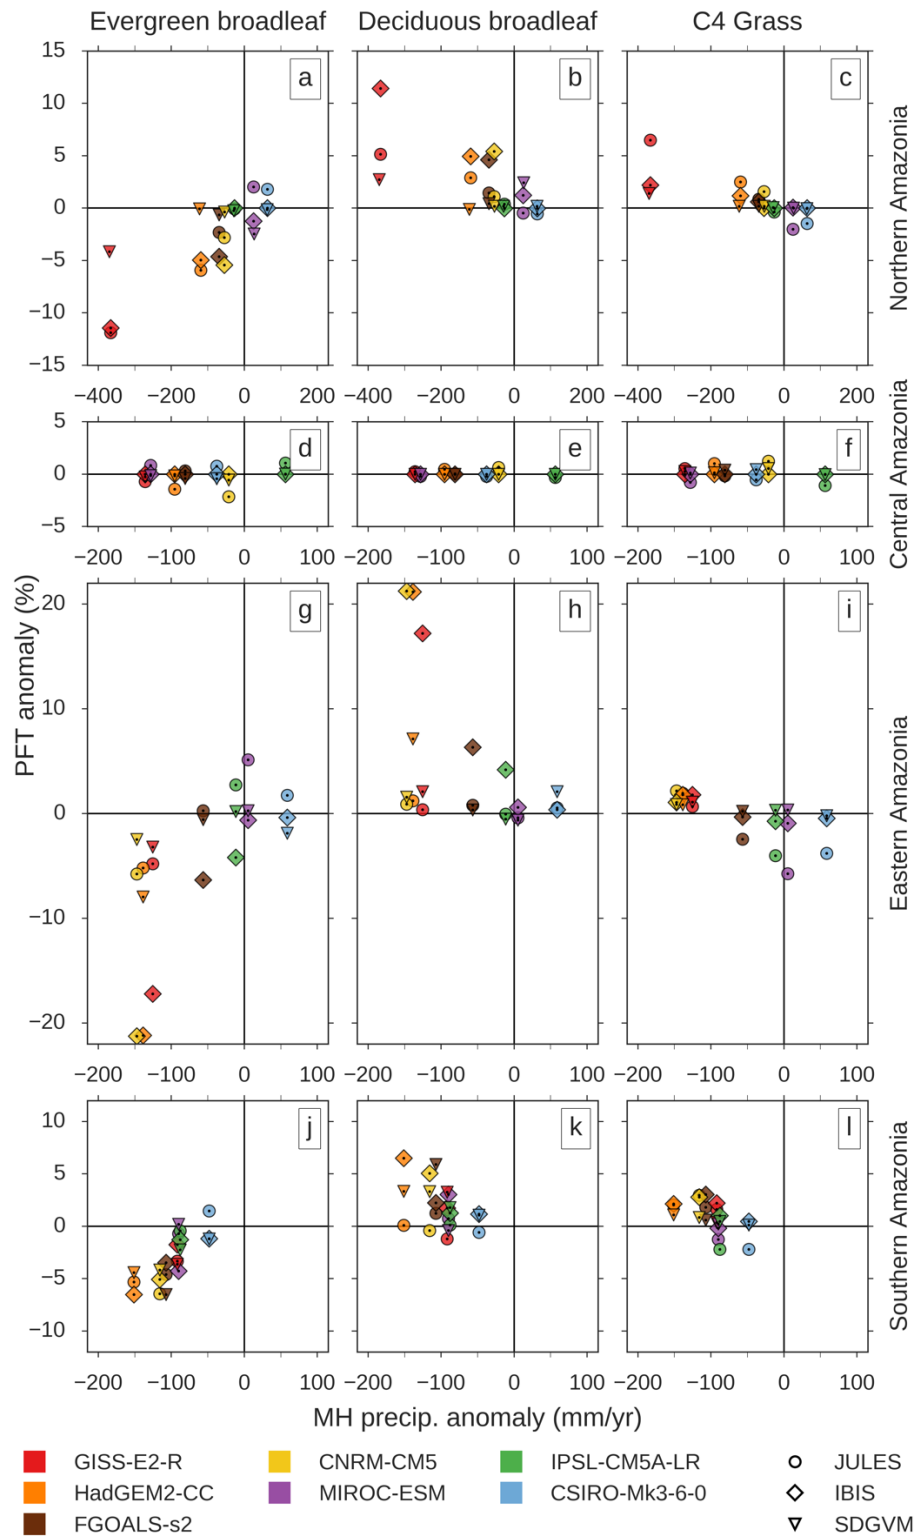 Evergreen broadleaf Deciduous broadleaf C4 Grass
15
10
5
0
−5
−10
−15
a b c
Northern Amazonia
−400 −200 0 200 −400 −200 0 200 −400 −200 0 200
5
0
−5
d e f
Central Amazonia
−200 −100 0 100 −200 −100 0 100 −200 −100 0 100
PFT anomaly (%)
20
10
0
−10
−20
g h i
Eastern Amazonia
−200 −100 0 100 −200 −100 0 100 −200 −100 0 100
10
5
0
−5
−10
j k l
Southern Amazonia
−200 −100 0 100 −200 −100 0 100 −200 −100 0 100
MH precip. anomaly (mm/yr)
GISS-E2-R CNRM-CM5 IPSL-CM5A-LR JULES
HadGEM2-CC MIROC-ESM CSIRO-Mk3-6-0 IBIS
FGOALS-s2 SDGVM